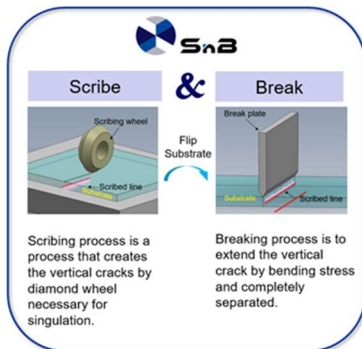 SnB
Scribe
&
Break
Scribing wheel
Scribed line
Substrate
Flip
Substrate
Break plate
Substrate
Scribed line
Scribing process is a
process that creates
the vertical cracks by
diamond wheel
necessary for
singulation.
Breaking process is to
extend the vertical
crack by bending stress
and completely
separated.